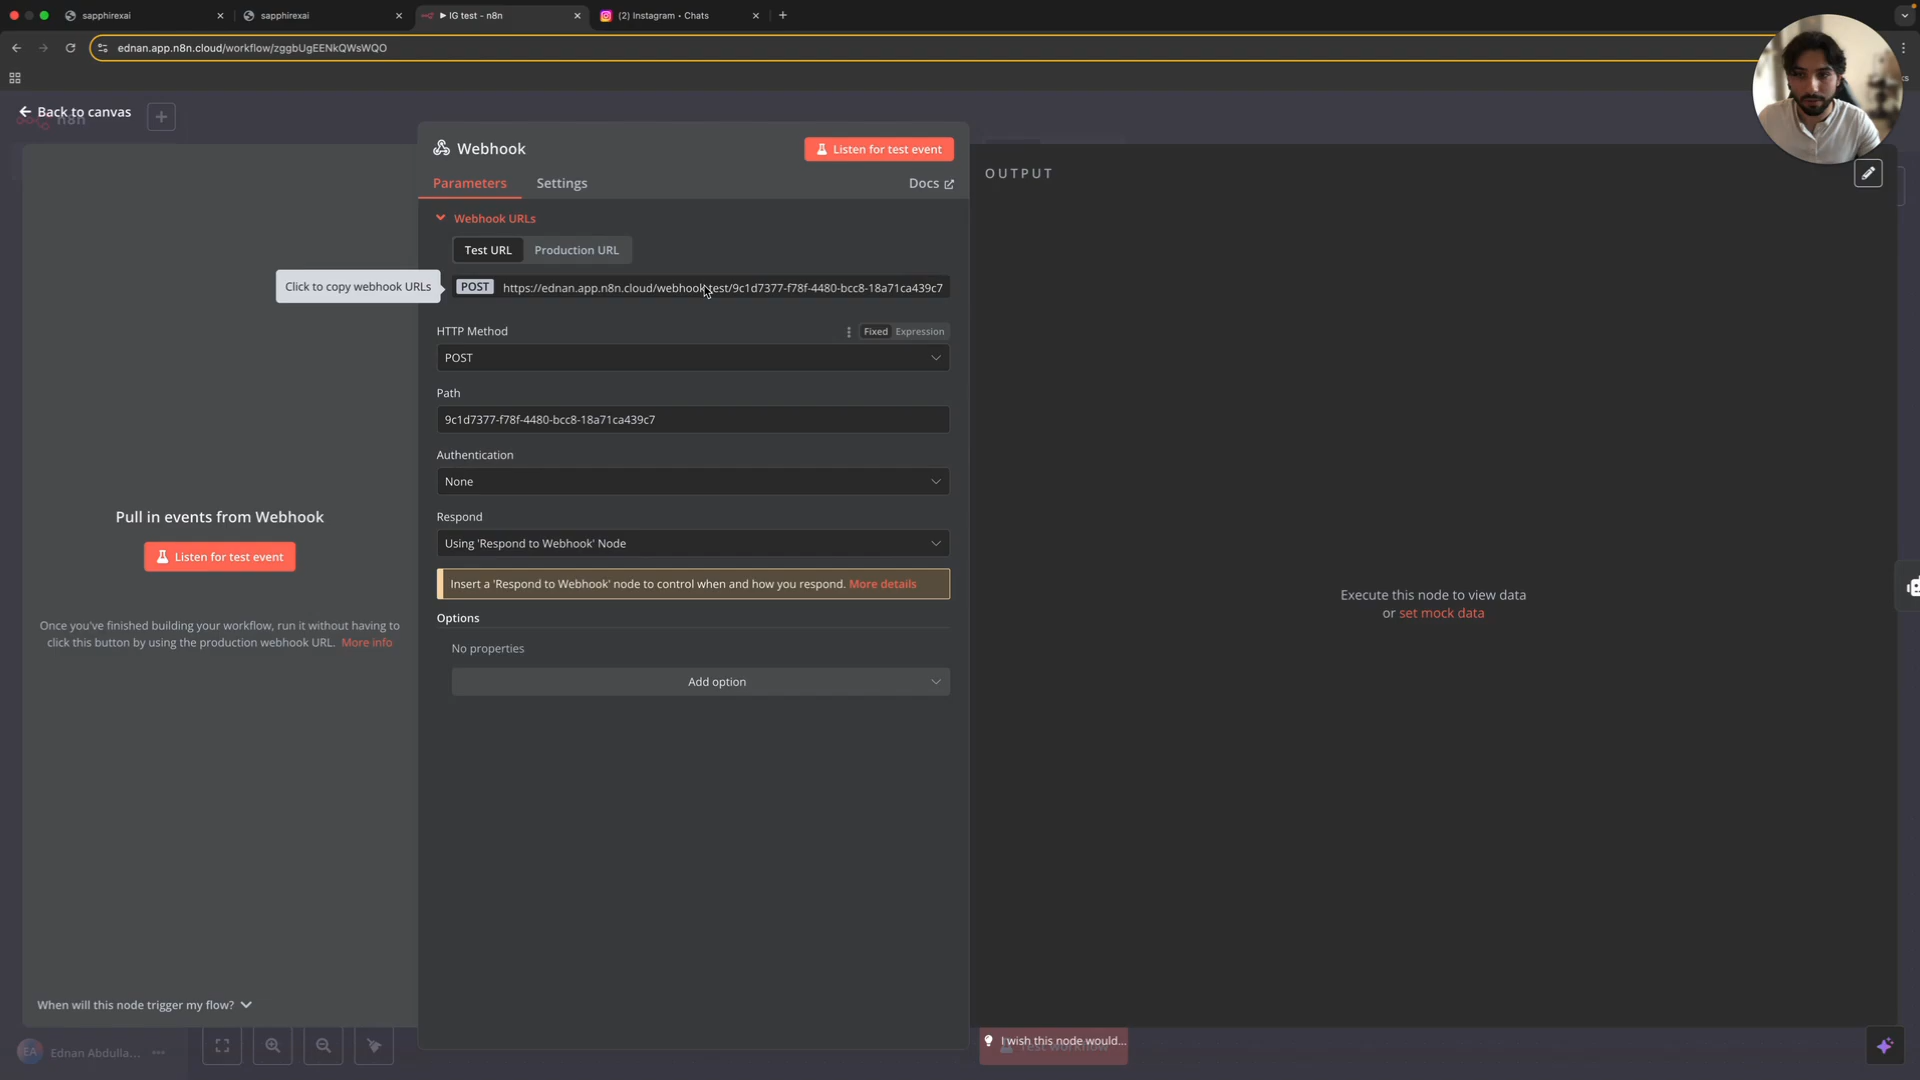 sapphirexai
sapphirexai
▶ IG test - n8n
(2) Instagram • Chats
ednan.app.n8n.cloud/workflow/zggbUgEENkQWsWQO
Back to canvas
n8n
Webhook
Listen for test event
Parameters
Settings
Docs
OUTPUT
Webhook URLs
Test URL
Production URL
Click to copy webhook URLs
POST
https://ednan.app.n8n.cloud/webhook-test/9c1d7377-f78f-4480-bcc8-18a71ca439c7
HTTP Method
Fixed
Expression
POST
Path
9c1d7377-f78f-4480-bcc8-18a71ca439c7
Authentication
None
Respond
Using 'Respond to Webhook' Node
Insert a 'Respond to Webhook' node to control when and how you respond. More details
Options
No properties
Add option
Pull in events from Webhook
Listen for test event
Once you've finished building your workflow, run it without having to
click this button by using the production webhook URL. More info
When will this node trigger my flow?
Execute this node to view data
or set mock data
EA
Ednan Abdulla...
I wish this node would...
Test workflow